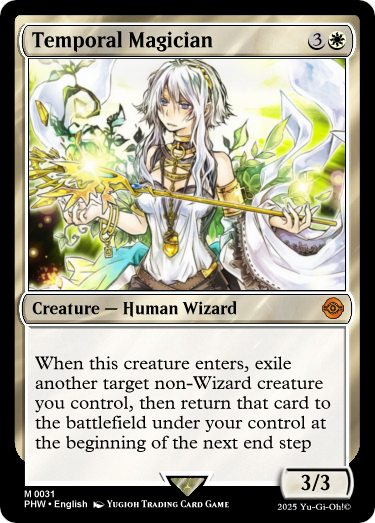 Temporal Magician 3
Creature — Human Wizard
When this creature enters, exile
another target non-Wizard creature
you control, then return that card to
the battlefield under your control at
the beginning of the next end step
3/3
M 0031
PHW • English YUGIOH TRADING CARD GAME
2025 Yu-Gi-Oh!©